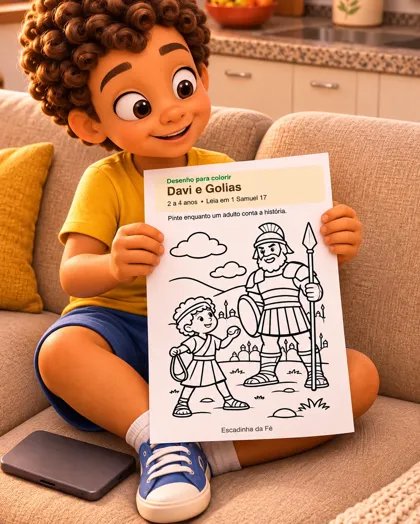 Desenho para colorir
Davi e Golias
2 a 4 anos • Leia em 1 Samuel 17
Pinte enquanto um adulto conta a história.
Escadinha da Fé